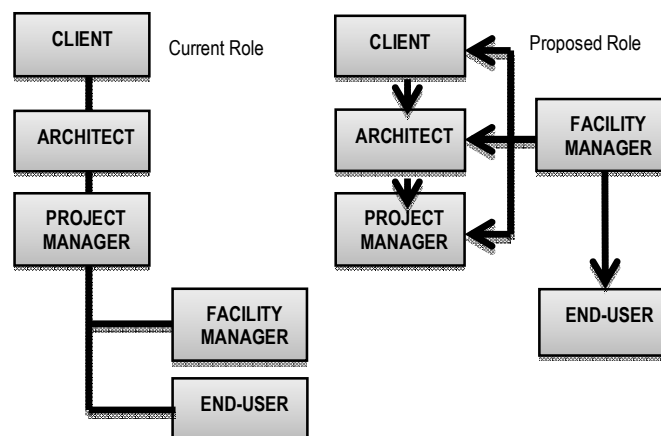 CLIENT
Current Role
ARCHITECT
PROJECT
MANAGER
FACILITY
MANAGER
END-USER
CLIENT
Proposed Role
ARCHITECT
FACILITY
MANAGER
PROJECT
MANAGER
END-USER